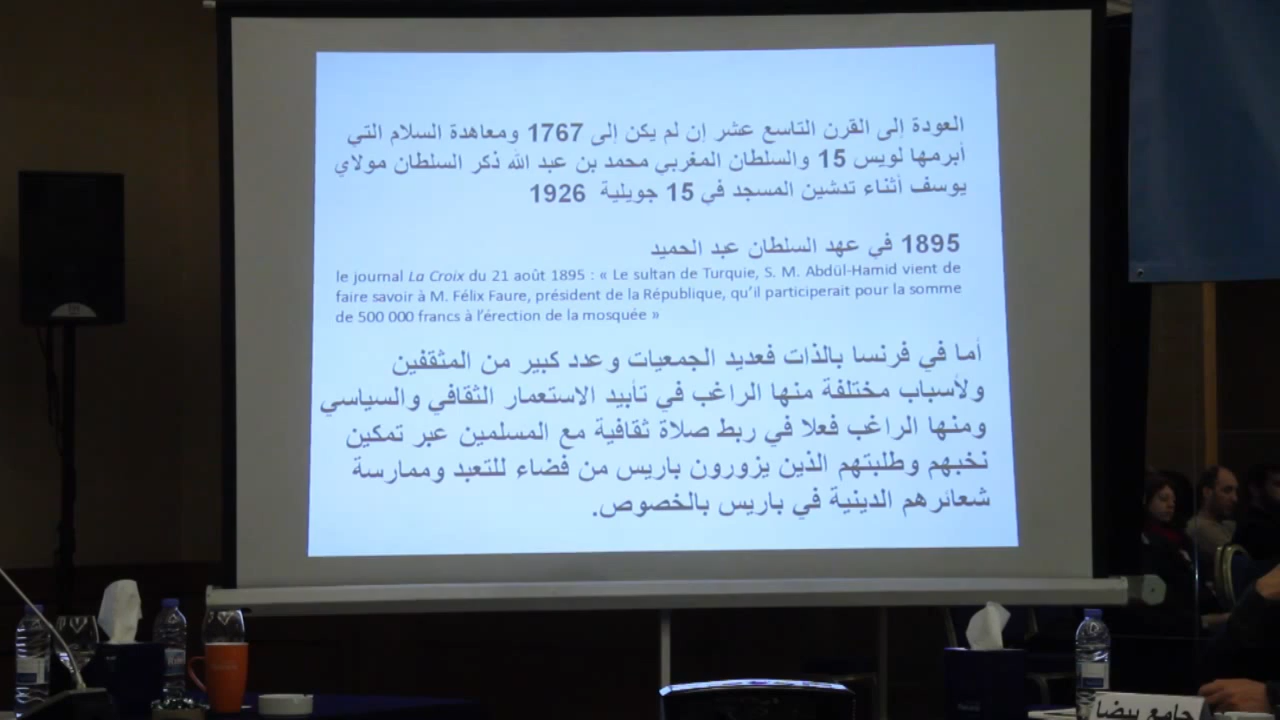 العودة إلى القرن التاسع عشر إن لم يكن إلى 1767 ومعاهدة السلام التي
أبرمها لويس 15 والسلطان المغربي محمد بن عبد الله ذكر السلطان مولاي
يوسف أثناء تدشين المسجد في 15 جويلية 1926
1895 في عهد السلطان عبد الحميد
le journal La Croix du 21 août 1895 : « Le sultan de Turquie, S. M. Abdül-Hamid vient de
faire savoir à M. Félix Faure, président de la République, qu’il participerait pour la somme
de 500 000 francs à l’érection de la mosquée »
أما في فرنسا بالذات فعديد الجمعيات وعدد كبير من المثقفين
ولأسباب مختلفة منها الراغب في تأبيد الاستعمار الثقافي والسياسي
ومنها الراغب فعلا في ربط صلاة ثقافية مع المسلمين عبر تمكين
نخبهم وطلبتهم الذين يزورون باريس من فضاء للتعبد وممارسة
شعائرهم الدينية في باريس بالخصوص.
جامع بيضا